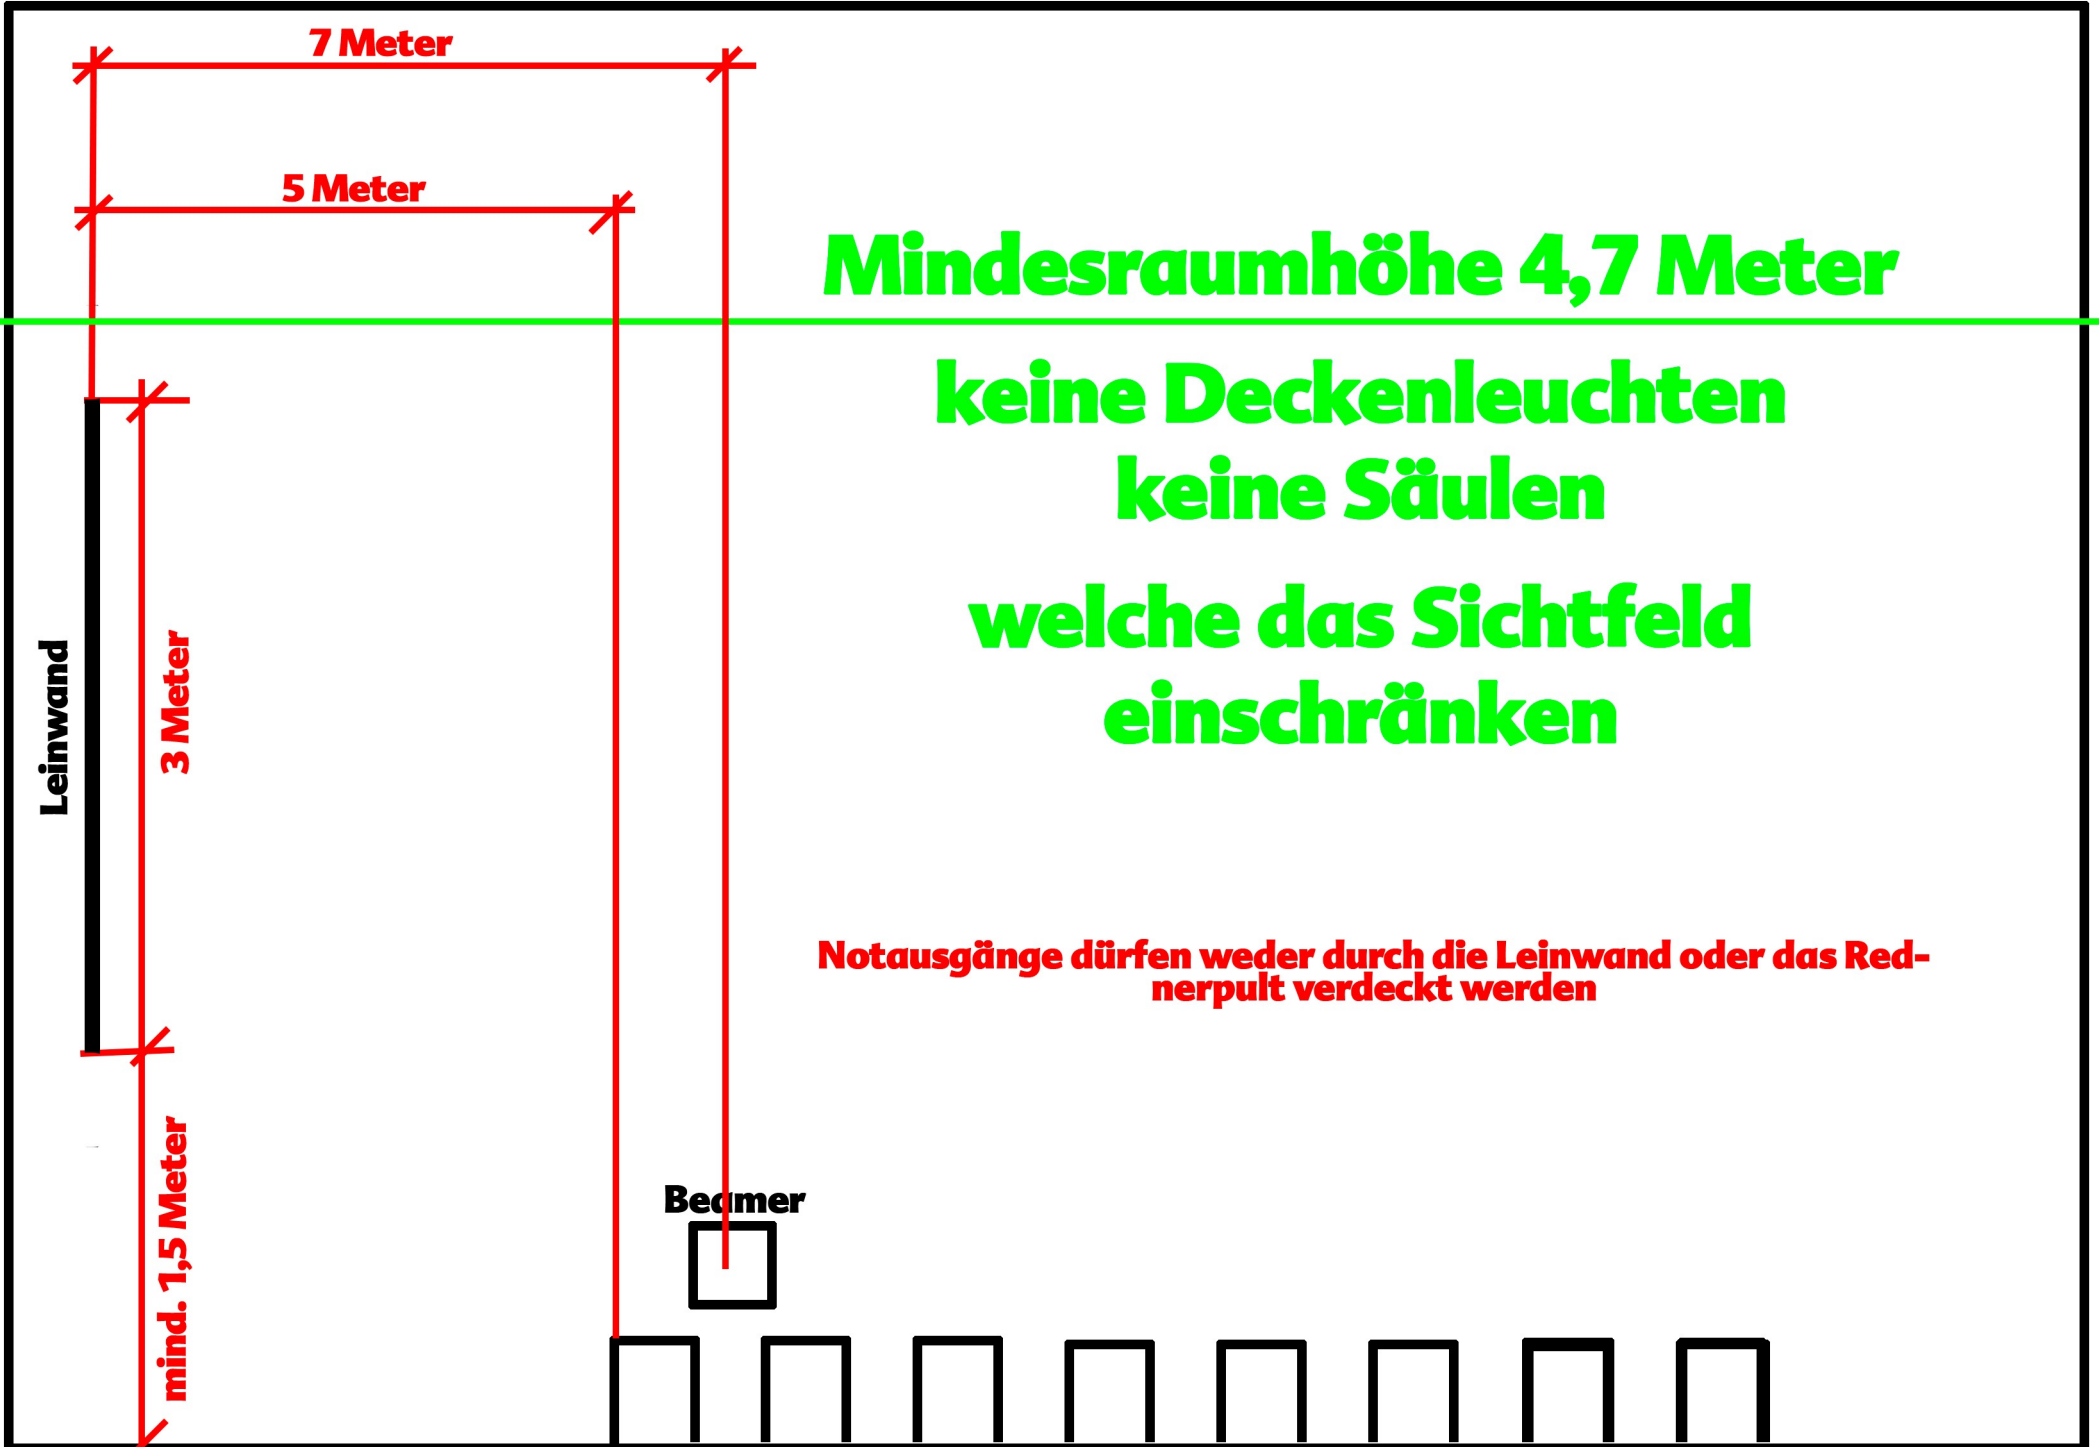 7 Meter
5 Meter
Mindesraumhöhe 4,7 Meter
keine Deckenleuchten
keine Säulen
welche das Sichtfeld
einschränken
Leinwand
3 Meter
Notausgänge dürfen weder durch die Leinwand oder das Red-
nerpult verdeckt werden
mind. 1,5 Meter
Beamer